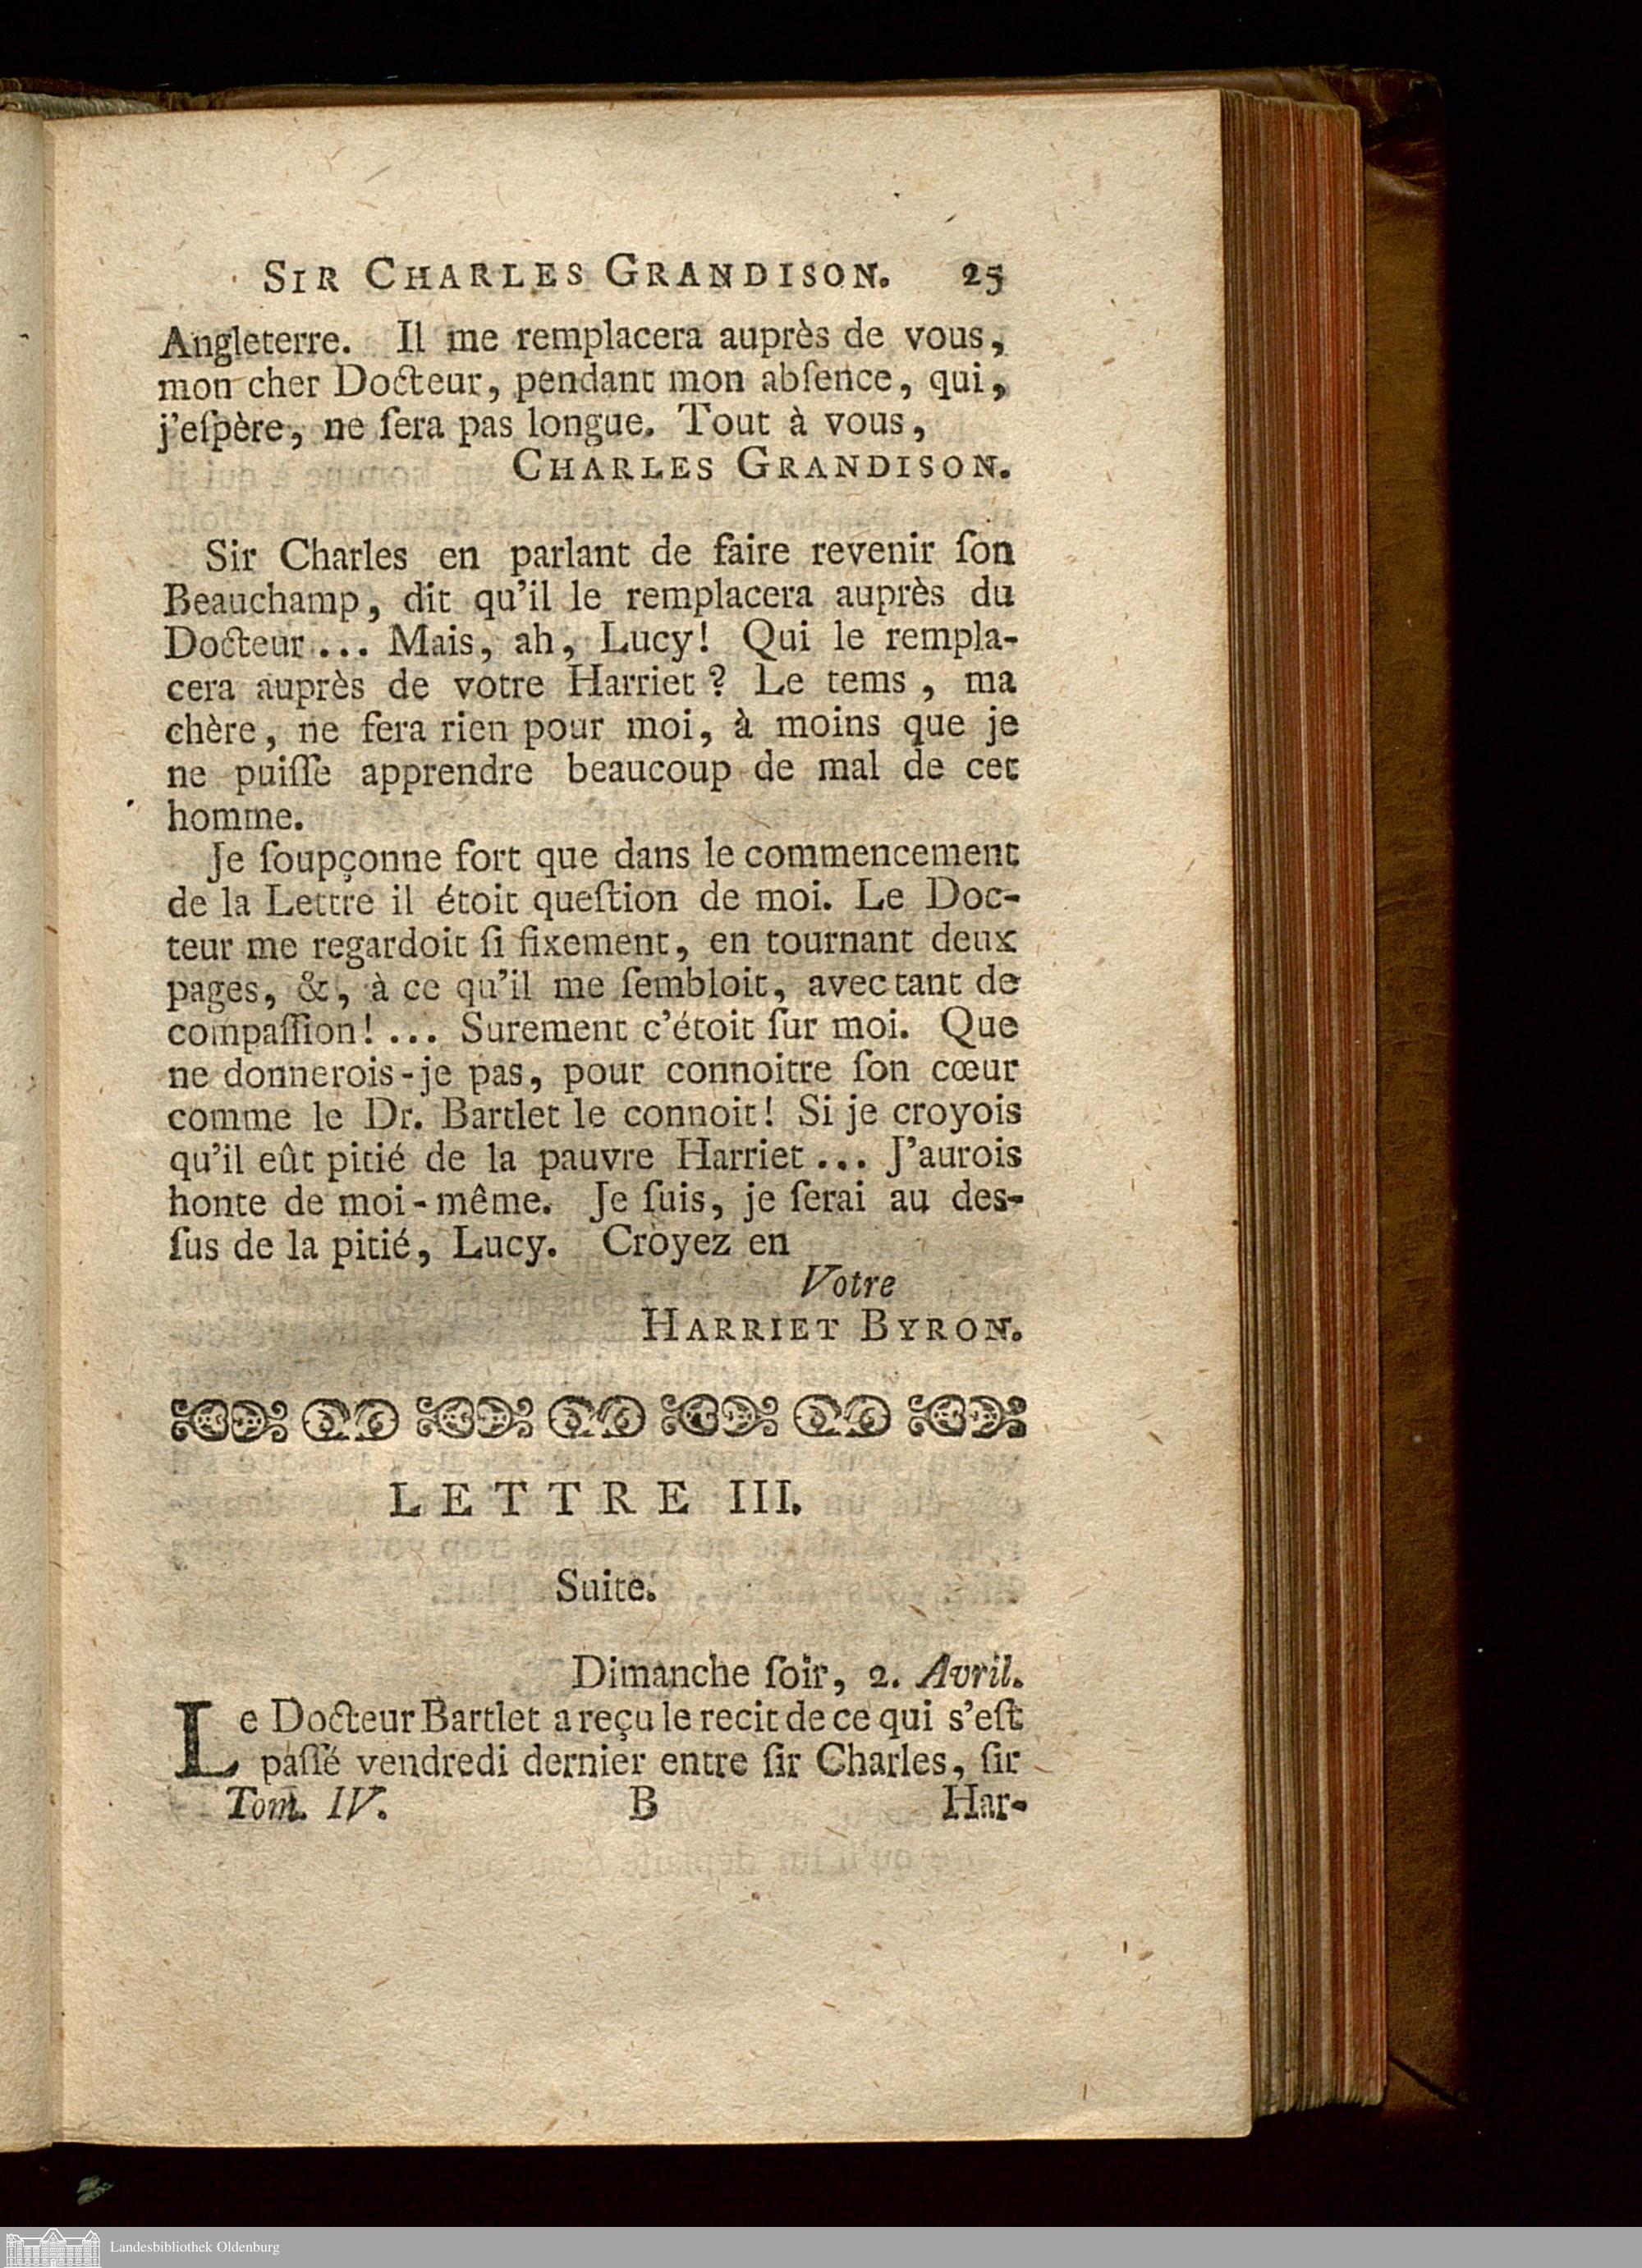 SIR CHARLES GRANDISON. 25
Angleterre. Il me remplacera auprès de vous,
mon cher Docteur, pendant mon abſence, qui,
j'eſpère, ne ſera pas longue. Tout à vous,
CHARLES GRANDISON.
Sir Charles en parlant de faire revenir ſon
Beauchamp, dit qu'il le remplacera auprès du
Docteur... Mais, ah, Lucy! Qui le rempla-
cera auprès de votre Harriet? Le tems, ma
chère, ne fera rien pour moi, à moins que je
ne puiſſe apprendre beaucoup de mal de cet
homme.
Je ſoupçonne fort que dans le commencement
de la Lettre il étoit queſtion de moi. Le Doc-
teur me regardoit ſi fixement, en tournant deux
pages, &, à ce qu'il me ſembloit, avec tant de
compaſſion!... Surement c'étoit ſur moi. Que
ne donnerois-je pas, pour connoitre ſon cœur
comme le Dr. Bartlet le connoit! Si je croyois
qu'il eût pitié de la pauvre Harriet... J'aurois
honte de moi-même. Je ſuis, je ſerai au des-
ſus de la pitié, Lucy. Croyez en
Votre
HARRIET BYRON.
LETTRE III.
Suite.
Dimanche ſoir, 2. Avril.
Le Docteur Bartlet a reçu le recit de ce qui s'eſt
paſſé vendredi dernier entre ſir Charles, ſir
Tom. IV. B Har-
Landesbibliothek Oldenburg